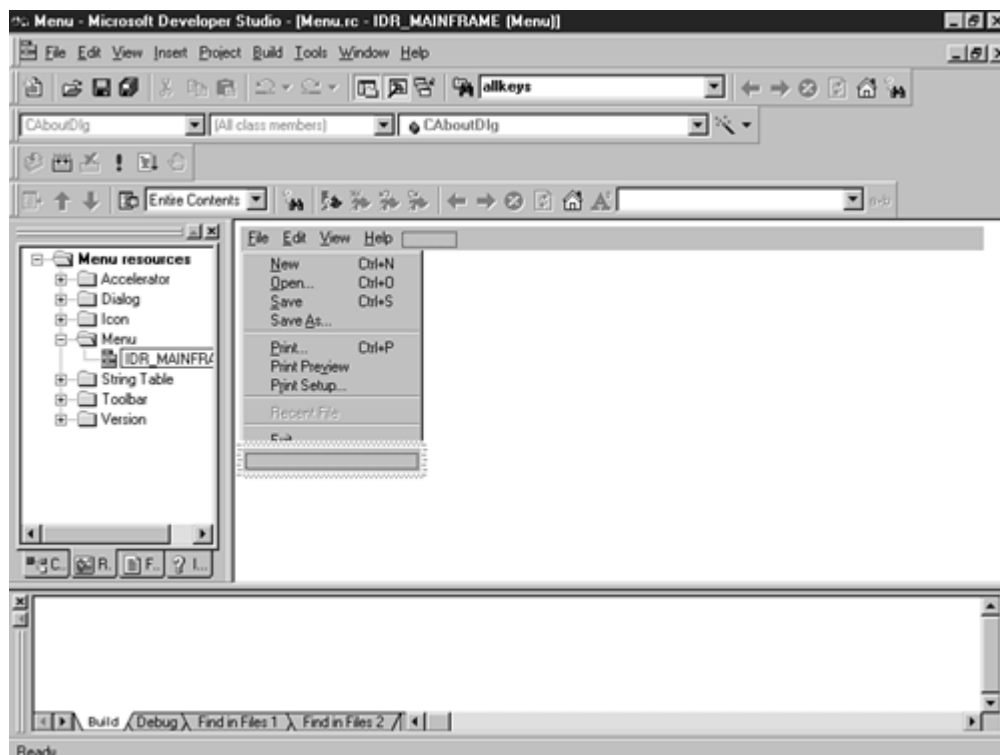 Menu - Microsoft Developer Studio - [Menu.rc - IDR_MAINFRAME (Menu)]
File Edit View Insert Project Build Tools Window Help
allkeys
CAboutDlg
(All class members)
CAboutDlg
Entire Contents
Menu resources
Accelerator
Dialog
Icon
Menu
IDR_MAINFRA
String Table
Toolbar
Version
C..
R.
F..
I...
File Edit View Help
New Ctrl+N
Open... Ctrl+O
Save Ctrl+S
Save As...
Print... Ctrl+P
Print Preview
Print Setup...
Recent File
Exit
Build Debug Find in Files 1 Find in Files 2
Ready